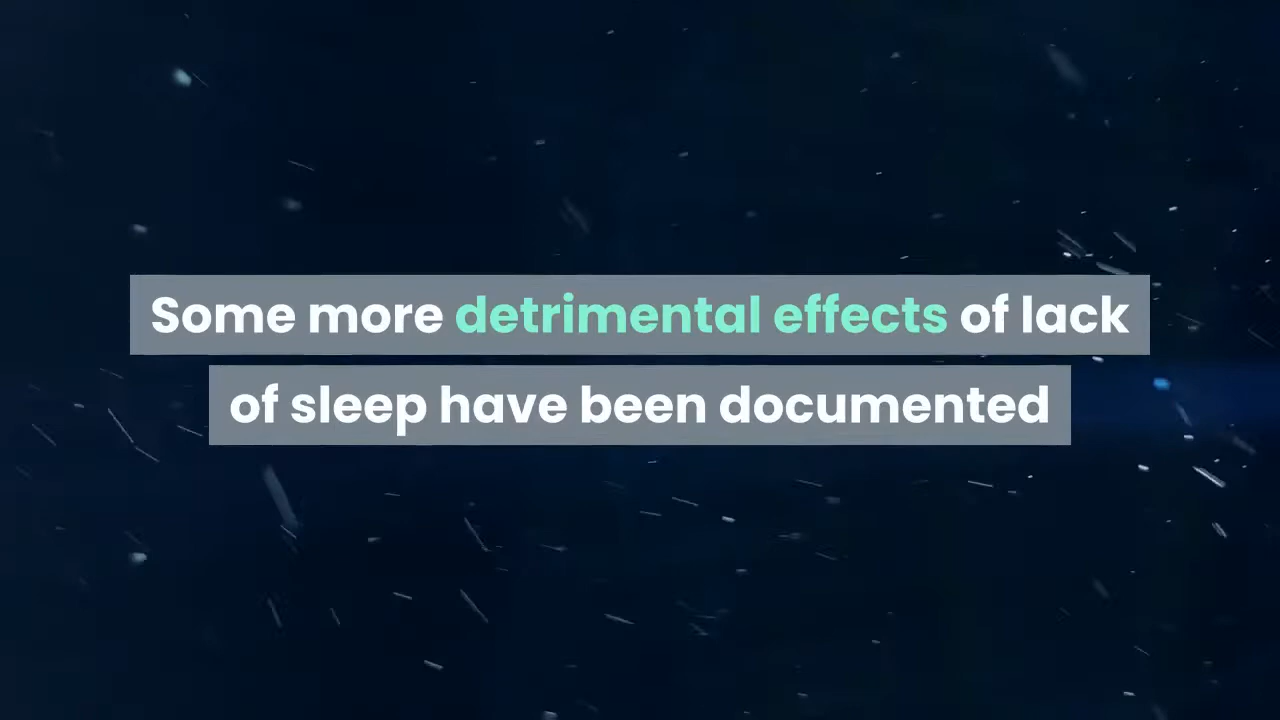 Some more detrimental effects of lack
of sleep have been documented